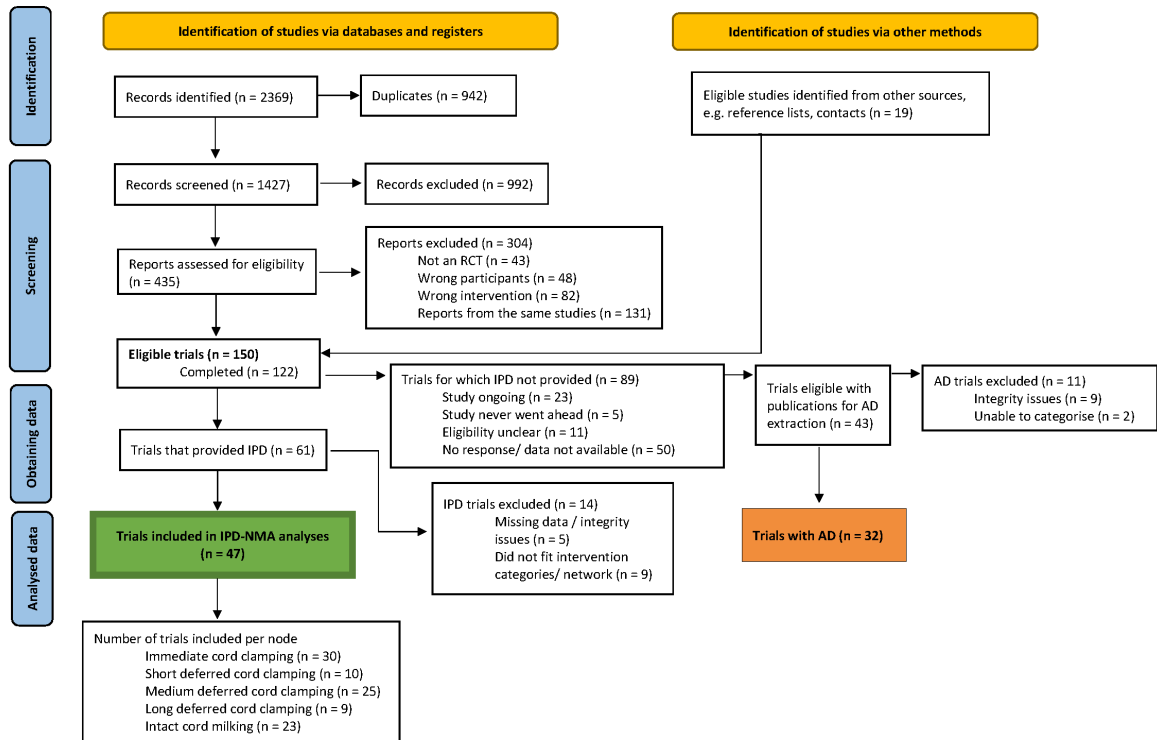 Identification of studies via databases and registers
Identification of studies via other methods
Identification
Records identified (n = 2369)
Duplicates (n = 942)
Eligible studies identified from other sources,
e.g. reference lists, contacts (n = 19)
Screening
Records screened (n = 1427)
Records excluded (n = 992)
Reports assessed for eligibility
(n = 435)
Reports excluded (n = 304)
Not an RCT (n = 43)
Wrong participants (n = 48)
Wrong intervention (n = 82)
Reports from the same studies (n = 131)
Eligible trials (n = 150)
Completed (n = 122)
Obtaining data
Trials for which IPD not provided (n = 89)
Study ongoing (n = 23)
Study never went ahead (n = 5)
Eligibility unclear (n = 11)
No response/ data not available (n = 50)
Trials eligible with
publications for AD
extraction (n = 43)
AD trials excluded (n = 11)
Integrity issues (n = 9)
Unable to categorise (n = 2)
Trials that provided IPD (n = 61)
IPD trials excluded (n = 14)
Missing data / integrity
issues (n = 5)
Did not fit intervention
categories/ network (n = 9)
Analysed data
Trials included in IPD-NMA analyses
(n = 47)
Trials with AD (n = 32)
Number of trials included per node
Immediate cord clamping (n = 30)
Short deferred cord clamping (n = 10)
Medium deferred cord clamping (n = 25)
Long deferred cord clamping (n = 9)
Intact cord milking (n = 23)